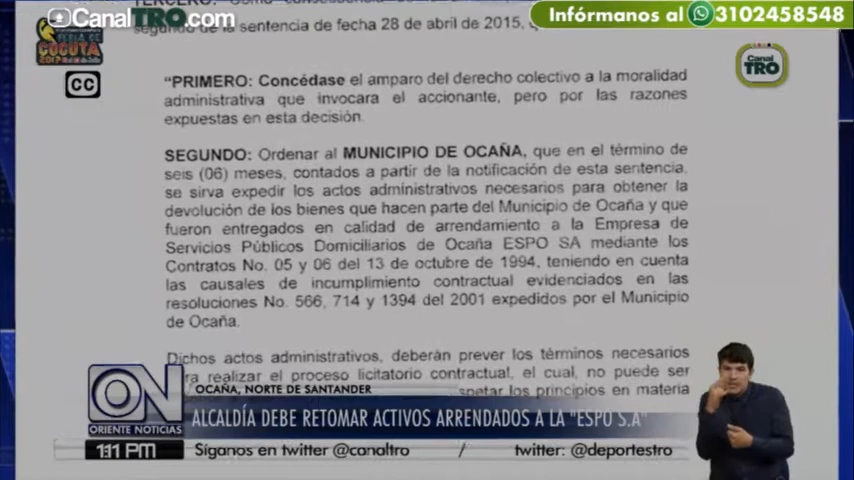 CanalTRO.com
Infórmanos al 3102458548
FERIA DE
CÚCUTA
2017
Canal
TRO
CC
segundo de la sentencia de fecha 28 de abril de 2015,
"PRIMERO: Concédase el amparo del derecho colectivo a la moralidad
administrativa que invocara el accionante, pero por las razones
expuestas en esta decisión.
SEGUNDO: Ordenar al MUNICIPIO DE OCAÑA, que en el término de
seis (06) meses, contados a partir de la notificación de esta sentencia,
se sirva expedir los actos administrativos necesarios para obtener la
devolución de los bienes que hacen parte del Municipio de Ocaña y que
fueron entregados en calidad de arrendamiento a la Empresa de
Servicios Públicos Domiciliarios de Ocaña ESPO SA mediante los
Contratos No. 05 y 06 del 13 de octubre de 1994, teniendo en cuenta
las causales de incumplimiento contractual evidenciados en las
resoluciones No. 566, 714 y 1394 del 2001 expedidos por el Municipio
de Ocaña.
Dichos actos administrativos, deberán prever los términos necesarios
realizar el proceso licitatorio contractual, el cual, no puede ser
los principios en materia
ON
ORIENTE NOTICIAS
OCAÑA, NORTE DE SANTANDER
ALCALDÍA DEBE RETOMAR ACTIVOS ARRENDADOS A LA "ESPO S.A"
1:11 PM
Síganos en twitter @canaltro / twitter: @deportestro